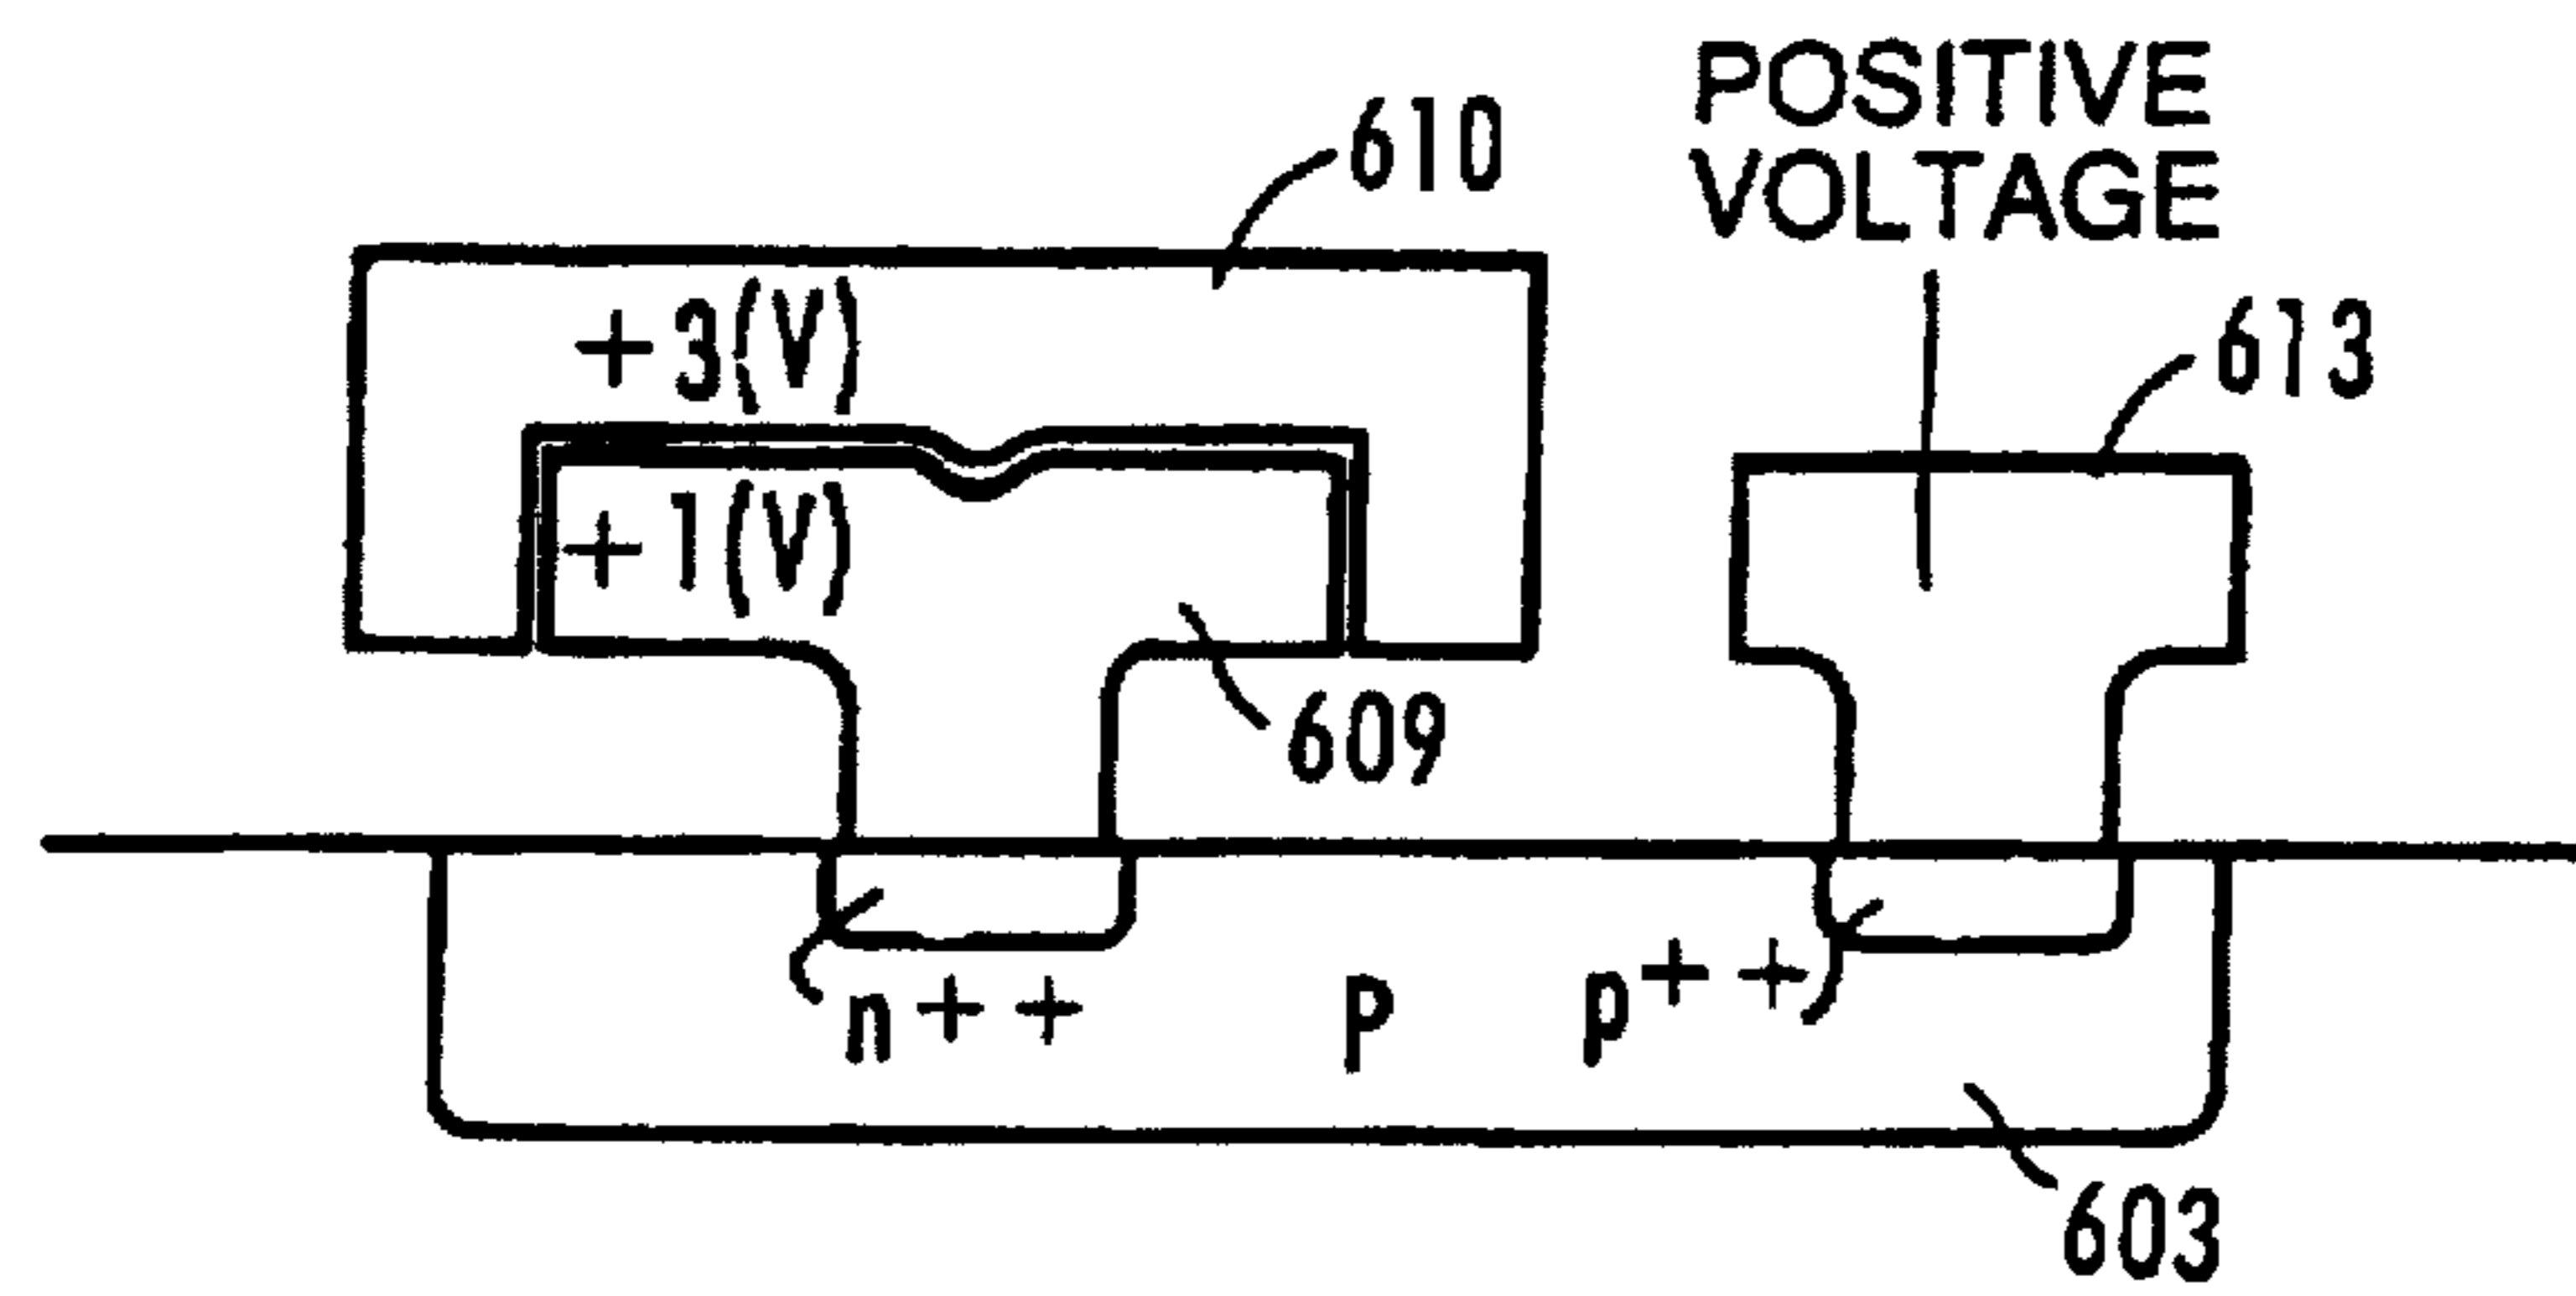 POSITIVE
VOLTAGE
610
613
+3(V)
+1(V)
609
n++
p
p++
603